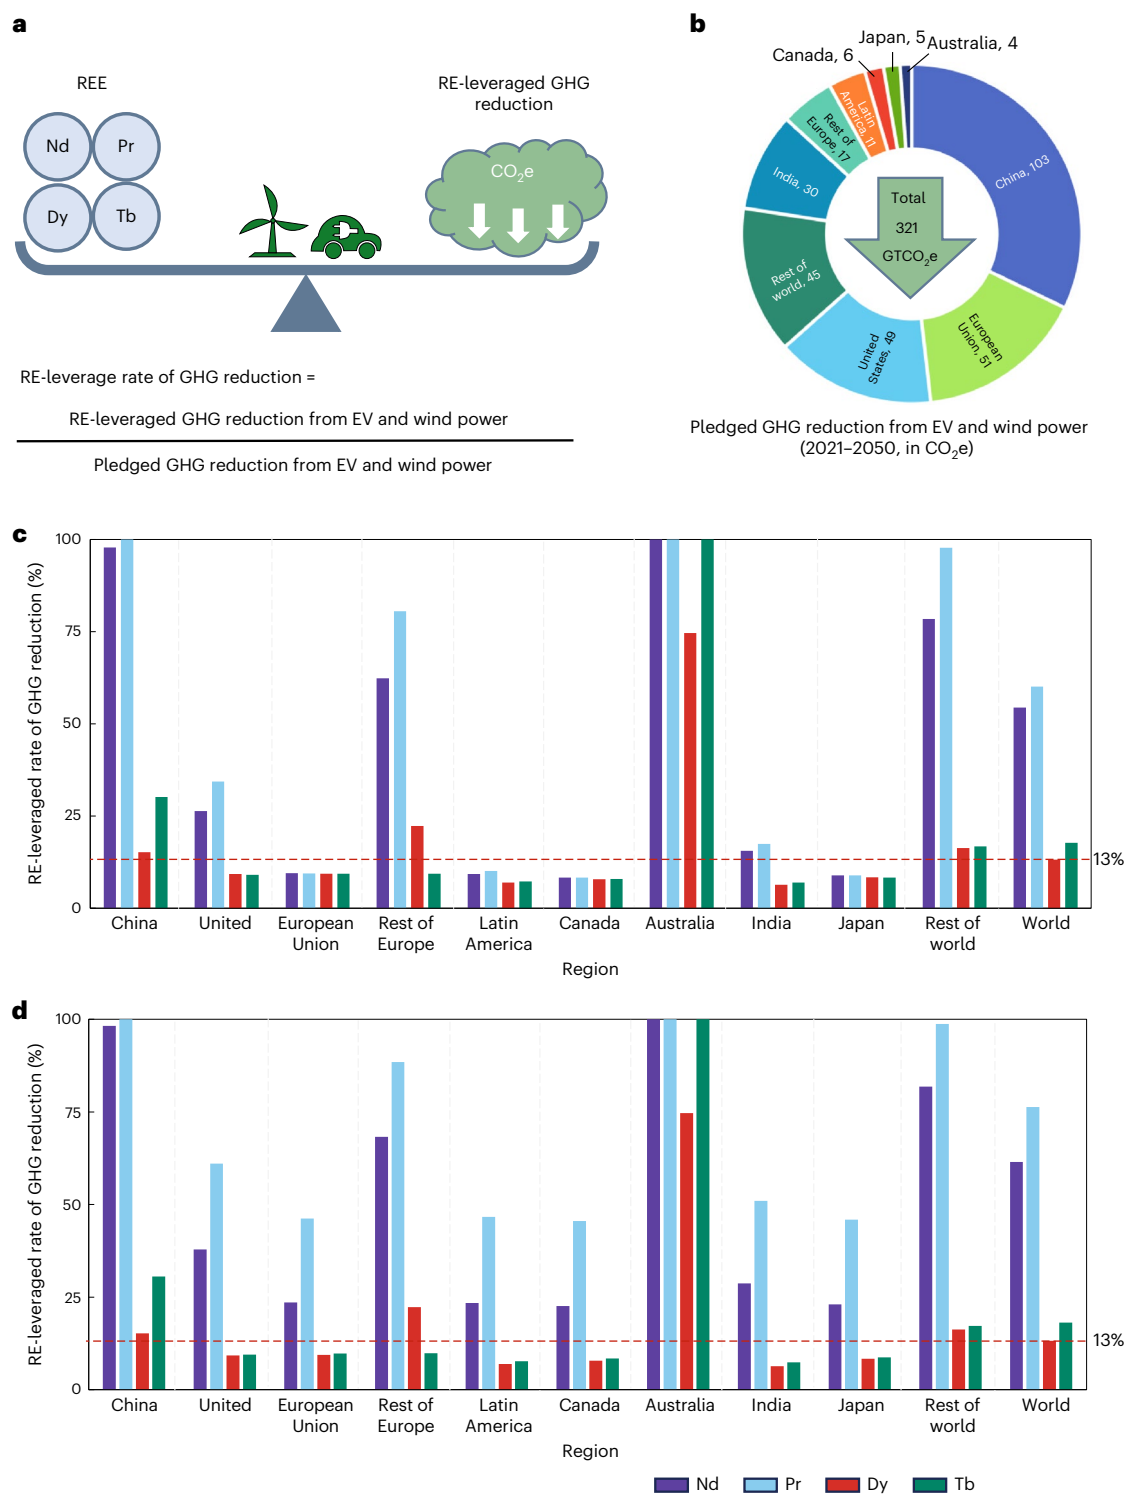 a
REE
Nd
Pr
Dy
Tb
RE-leveraged GHG
reduction
CO2e
RE-leverage rate of GHG reduction =
RE-leveraged GHG reduction from EV and wind power
Pledged GHG reduction from EV and wind power
b
Canada, 6
Japan, 5
Australia, 4
Latin
America, 11
Rest of
Europe, 17
India, 30
Rest of
world, 45
United
States, 49
European
Union, 51
China, 103
Total
321
GTCO2e
Pledged GHG reduction from EV and wind power
(2021–2050, in CO2e)
c
RE-leveraged rate of GHG reduction (%)
100
75
50
25
0
13%
China
United
European
Union
Rest of
Europe
Latin
America
Canada
Australia
India
Japan
Rest of
world
World
Region
d
RE-leveraged rate of GHG reduction (%)
100
75
50
25
0
13%
China
United
European
Union
Rest of
Europe
Latin
America
Canada
Australia
India
Japan
Rest of
world
World
Region
Nd
Pr
Dy
Tb